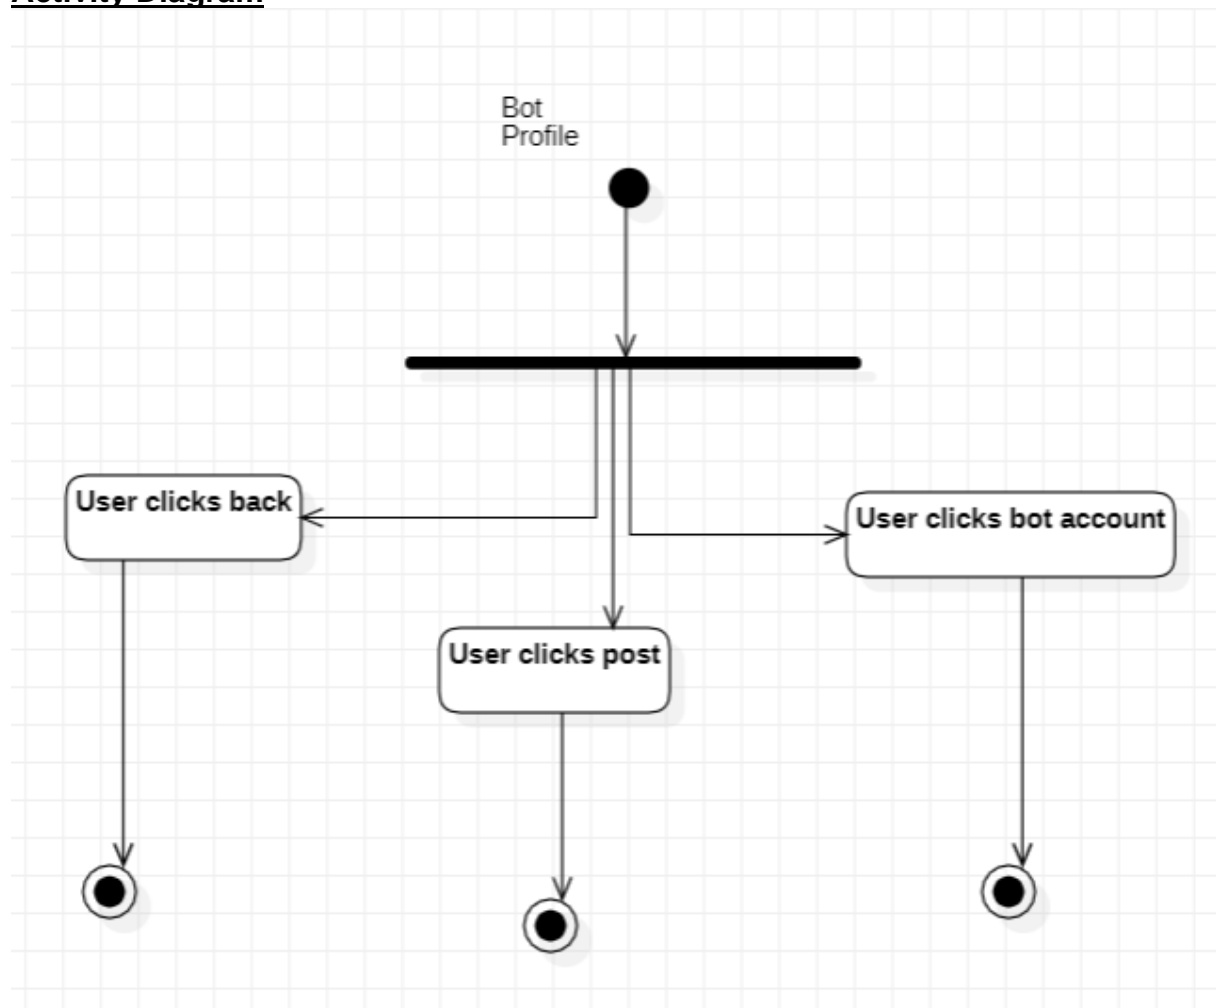 Activity Diagram
Bot
Profile
User clicks back
User clicks bot account
User clicks post